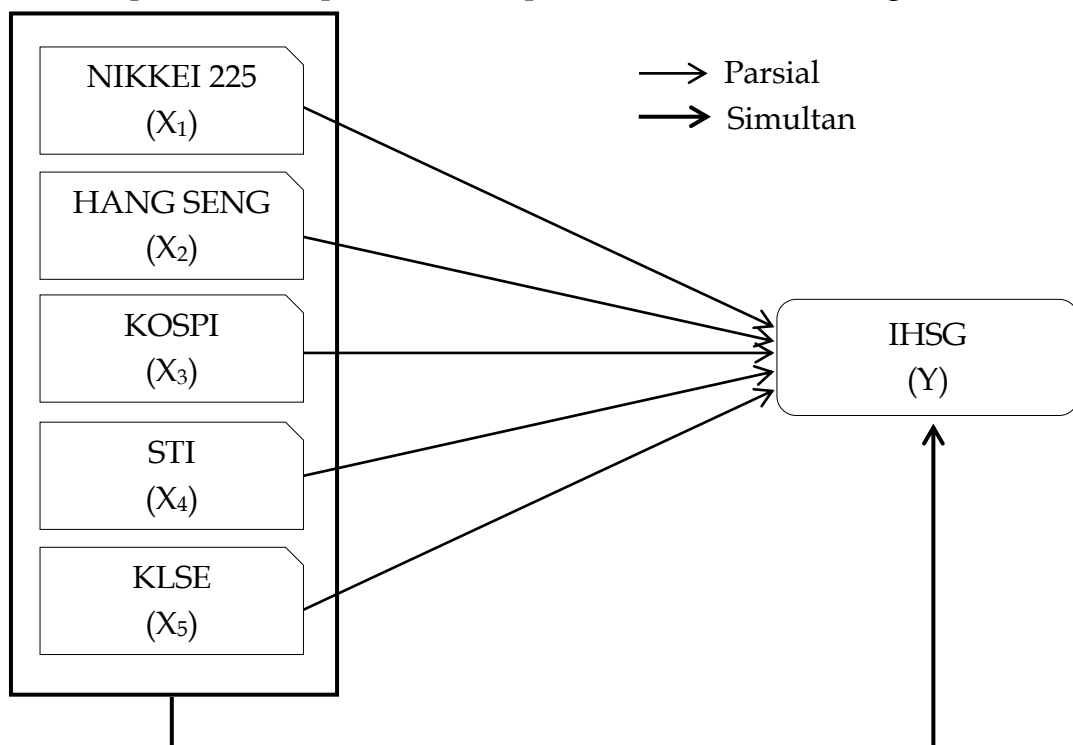 NIKKEI 225
(X₁)
HANG SENG
(X₂)
KOSPI
(X₃)
STI
(X₄)
KLSE
(X₅)
Parsial
Simultan
IHSG
(Y)